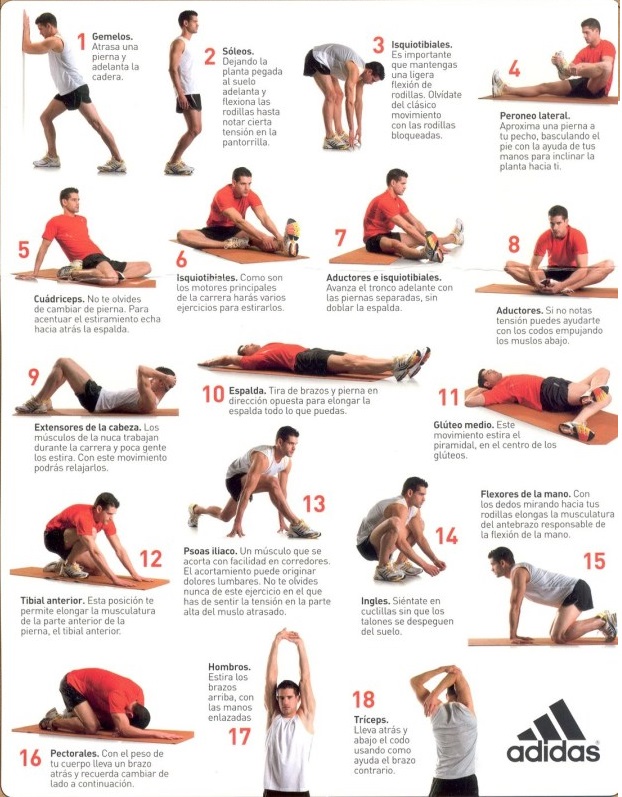 1 Gemelos.
Atrasa una
pierna y
adelanta la
cadera.
2 Sóleos.
Dejando la
planta pegada
al suelo
adelanta y
flexiona las
rodillas hasta
notar cierta
tensión en la
pantorrilla.
3 Isquiotibiales.
Es importante
que mantengas
una ligera
flexión de
rodillas. Olvídate
del clásico
movimiento
con las rodillas
bloqueadas.
4
Peroneo lateral.
Aproxima una pierna a
tu pecho, basculando el
pie con la ayuda de tus
manos para inclinar la
planta hacia ti.
5
Cuádriceps. No te olvides
de cambiar de pierna. Para
acentuar el estiramiento echa
hacia atrás la espalda.
6
Isquiotibiales. Como son
los motores principales
de la carrera harás varios
ejercicios para estirarlos.
7
Aductores e isquiotibiales.
Avanza el tronco adelante con
las piernas separadas, sin
doblar la espalda.
8
Aductores. Si no notas
tensión puedes ayudarte
con los codos empujando
los muslos abajo.
9
Extensores de la cabeza. Los
músculos de la nuca trabajan
durante la carrera y poca gente
los estira. Con este movimiento
podrás relajarlos.
10 Espalda. Tira de brazos y pierna en
dirección opuesta para elongar la
espalda todo lo que puedas.
11
Glúteo medio. Este
movimiento estira el
piramidal, en el centro de los
glúteos.
12
Tibial anterior. Esta posición te
permite elongar la musculatura
de la parte anterior de la
pierna, el tibial anterior.
13
Psoas iliaco. Un músculo que se
acorta con facilidad en corredores.
El acortamiento puede originar
dolores lumbares. No te olvides
nunca de este ejercicio en el que
has de sentir la tensión en la parte
alta del muslo atrasado.
14
Ingles. Siéntate en
cuclillas sin que los
talones se despeguen
del suelo.
Flexores de la mano. Con
los dedos mirando hacia tus
rodillas elongas la musculatura
del antebrazo responsable de
la flexión de la mano.
15
16 Pectorales. Con el peso de
tu cuerpo lleva un brazo
atrás y recuerda cambiar de
lado a continuación.
Hombros.
Estira los
brazos
arriba, con
las manos
enlazadas
17
18
Tríceps.
Lleva atrás y
abajo el codo
usando como
ayuda el brazo
contrario.
adidas